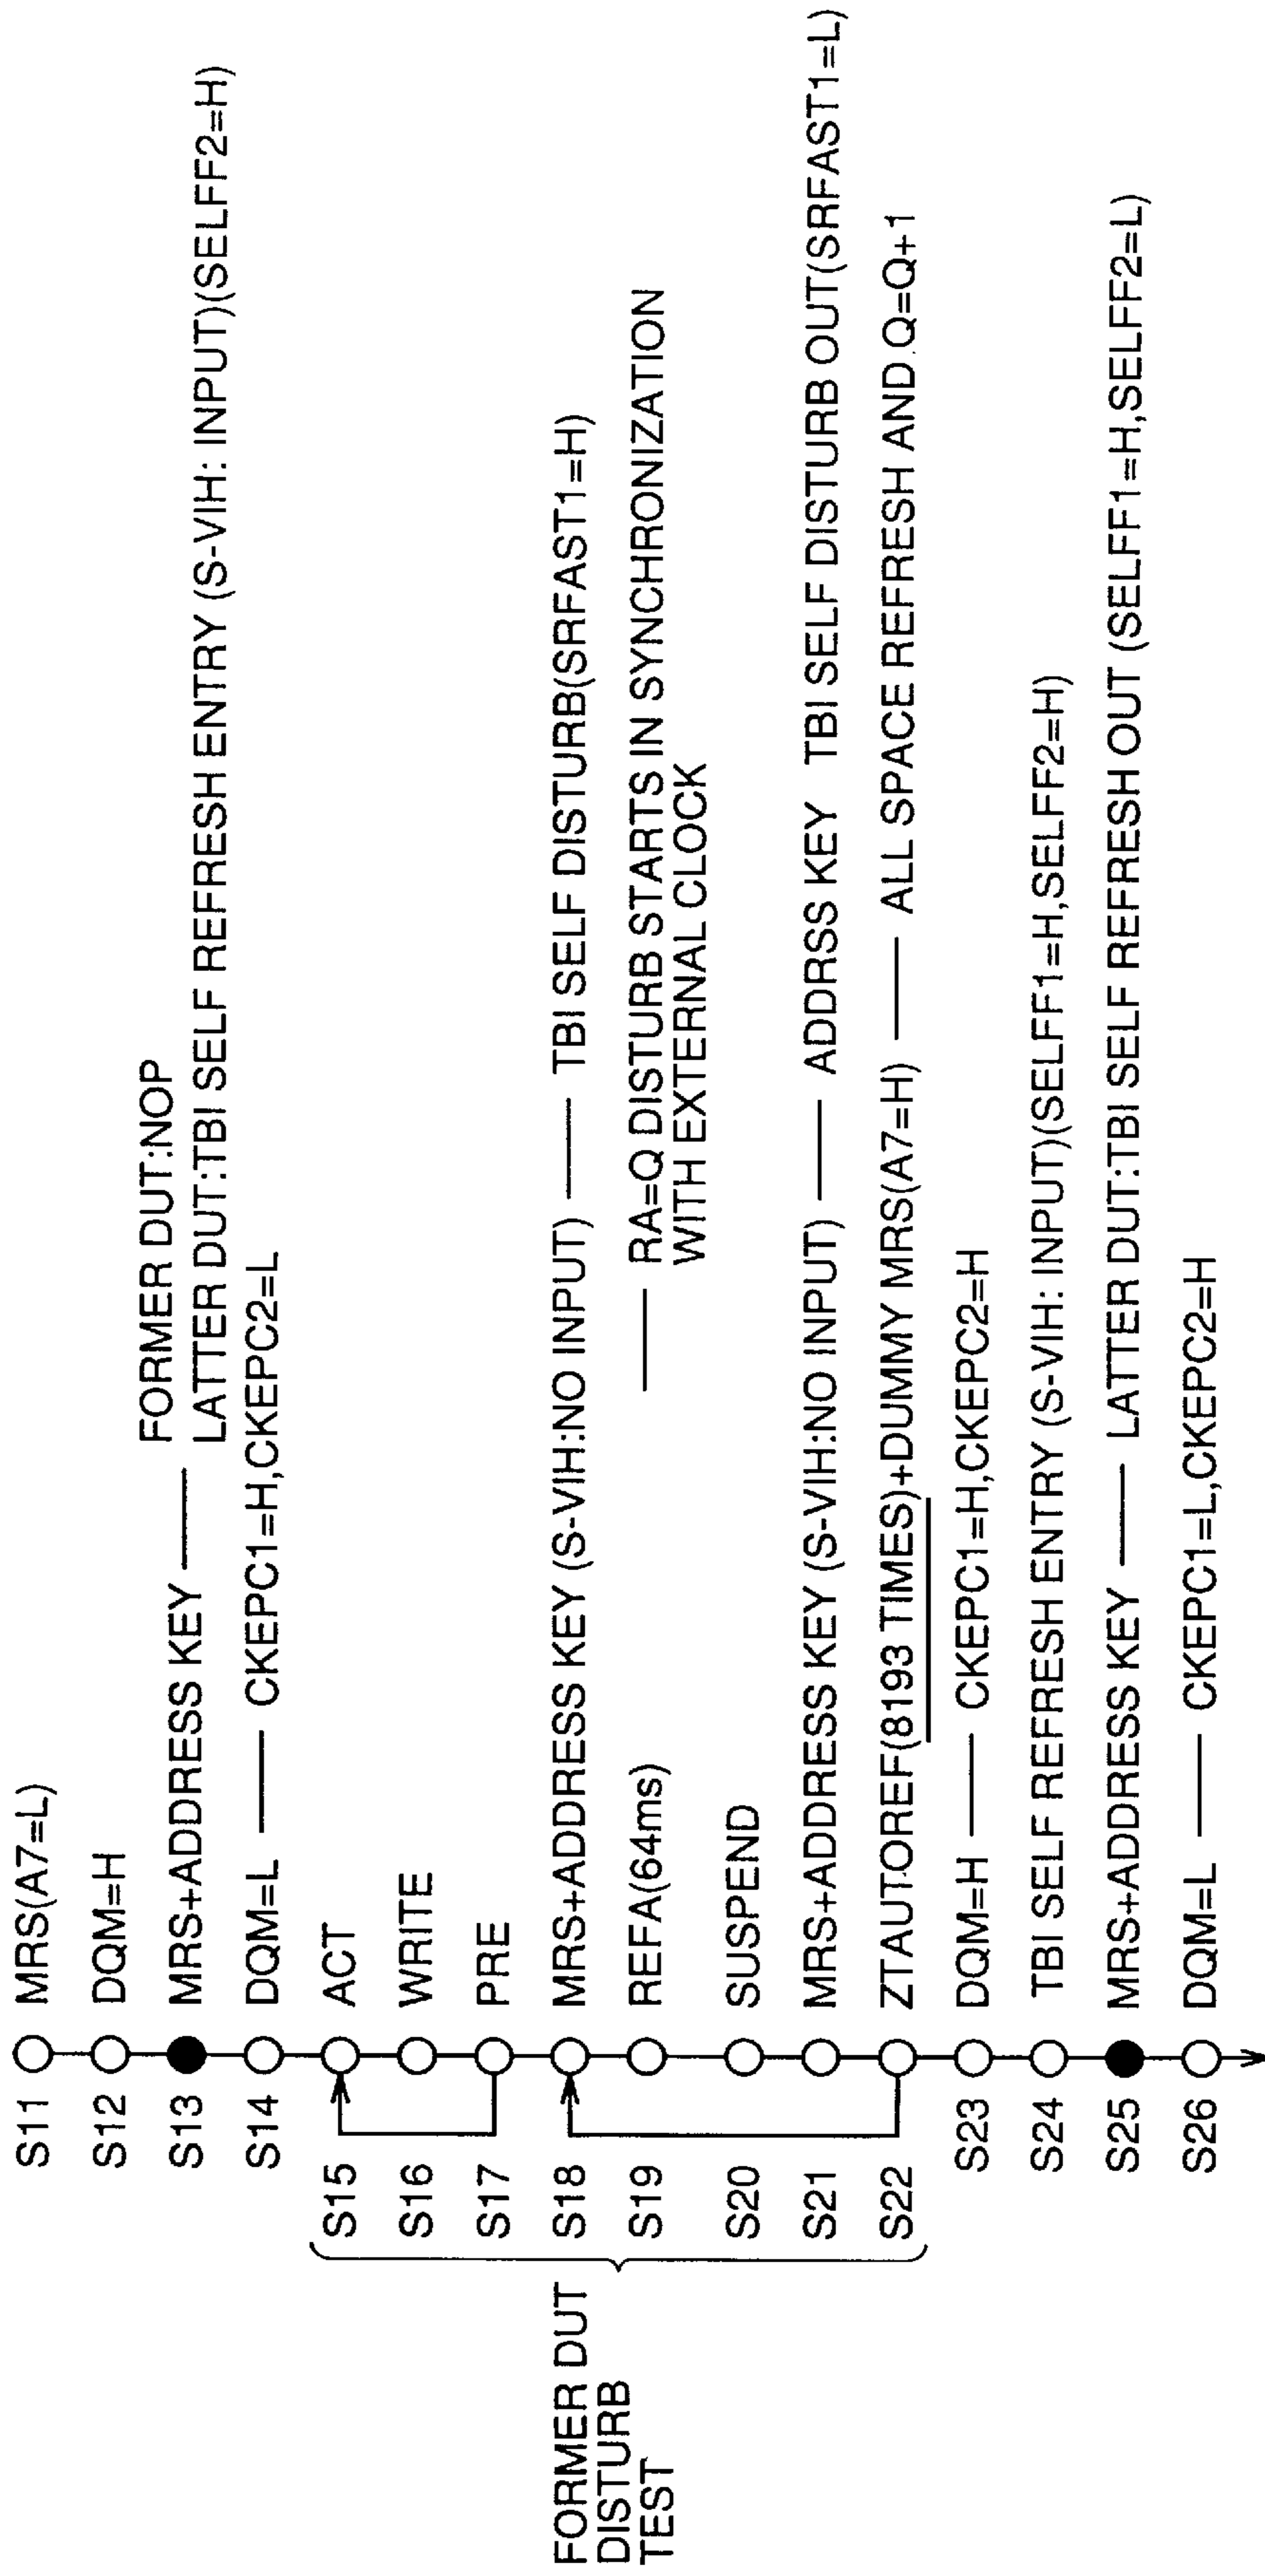 S11 MRS(A7=L)
S12 DQM=H
S13 MRS+ADDRESS KEY —— FORMER DUT:NOP
LATTER DUT:TBI SELF REFRESH ENTRY (S-VIH: INPUT)(SELFF2=H)
S14 DQM=L —— CKEPC1=H,CKEPC2=L
S15 ACT
S16 WRITE
S17 PRE
S18 MRS+ADDRESS KEY (S-VIH:NO INPUT) —— TBI SELF DISTURB(SRFAST1=H)
S19 REFA(64ms) —— RA=Q DISTURB STARTS IN SYNCHRONIZATION
WITH EXTERNAL CLOCK
S20 SUSPEND
S21 MRS+ADDRESS KEY (S-VIH:NO INPUT) —— ADDRSS KEY TBI SELF DISTURB OUT(SRFAST1=L)
S22 ZTAUTOREF(8193 TIMES)+DUMMY MRS(A7=H) —— ALL SPACE REFRESH AND Q=Q+1
FORMER DUT
DISTURB
TEST
S23 DQM=H —— CKEPC1=H,CKEPC2=H
S24 TBI SELF REFRESH ENTRY (S-VIH: INPUT)(SELFF1=H,SELFF2=H)
S25 MRS+ADDRESS KEY —— LATTER DUT:TBI SELF REFRESH OUT (SELFF1=H,SELFF2=L)
S26 DQM=L —— CKEPC1=L,CKEPC2=H